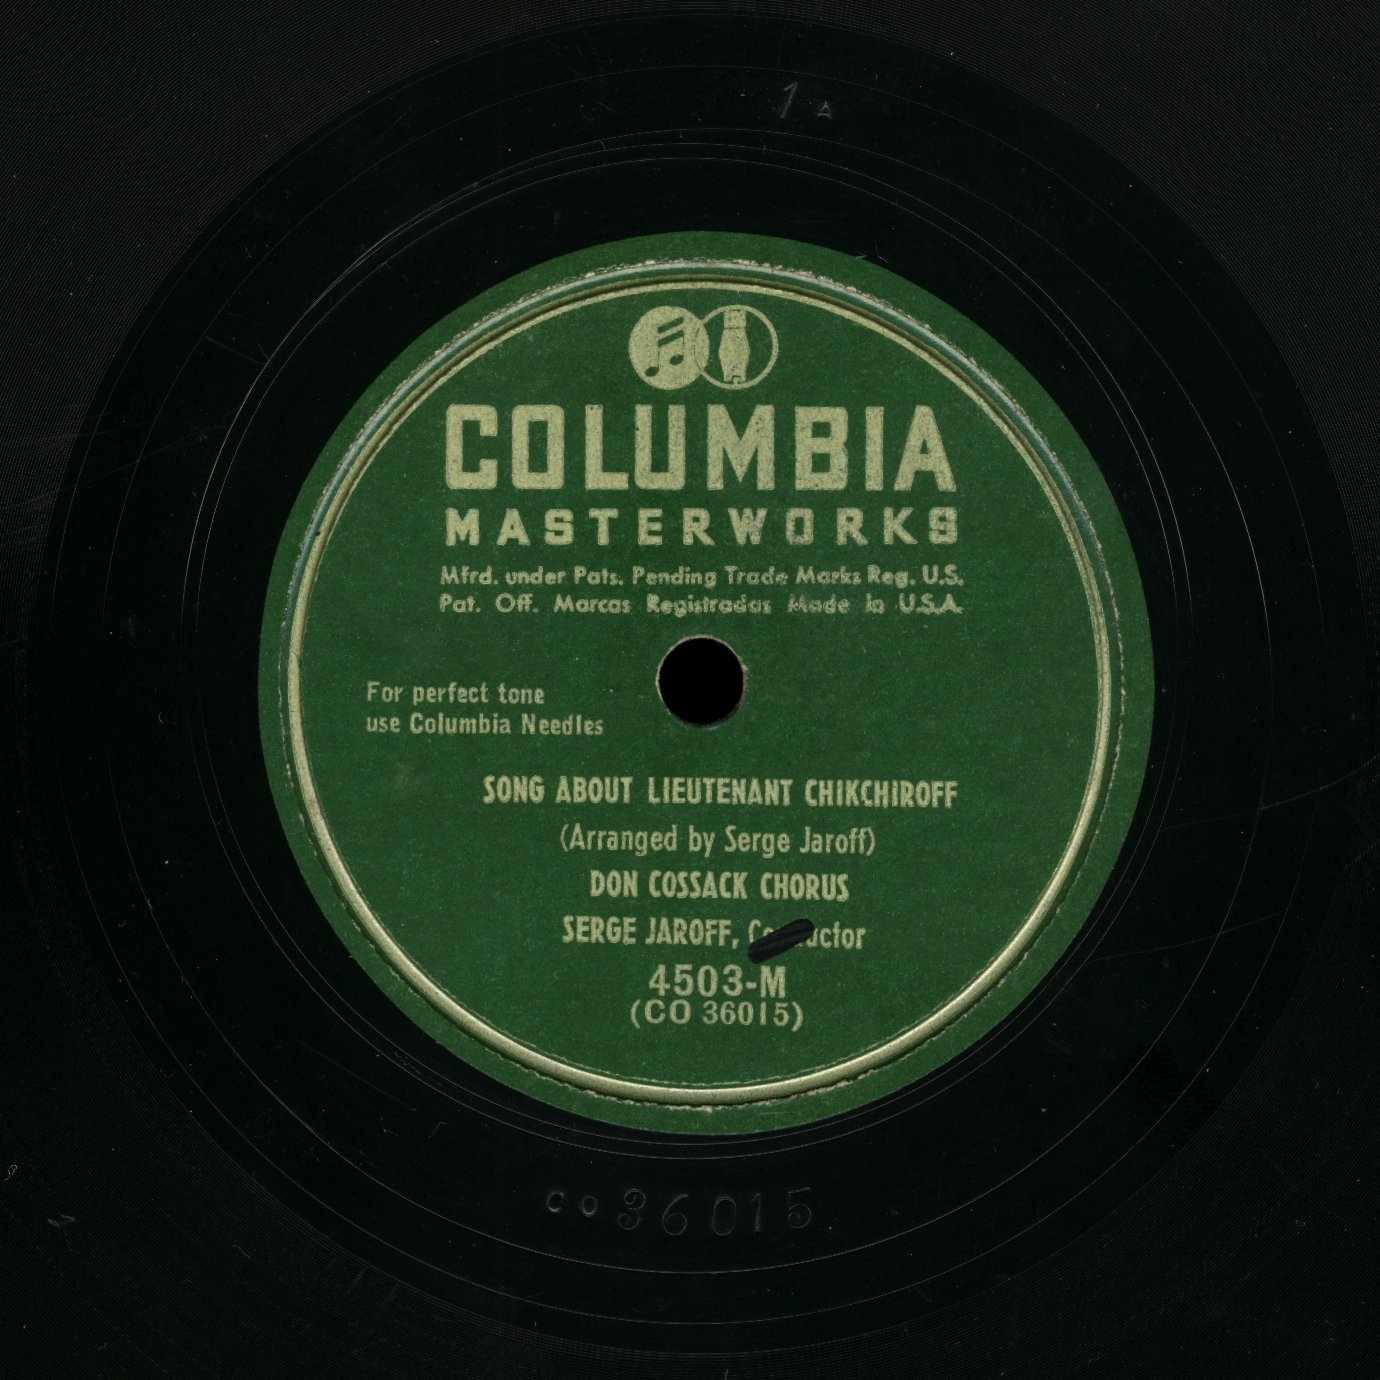 1 A
COLUMBIA
MASTERWORKS
Mfrd. under Pats. Pending Trade Marks Reg. U.S.
Pat. Off. Marcas Registradas Made in U.S.A.
For perfect tone
use Columbia Needles
SONG ABOUT LIEUTENANT CHIKCHIROFF
(Arranged by Serge Jaroff)
DON COSSACK CHORUS
SERGE JAROFF, Conductor
4503-M
(CO 36015)
CO36015